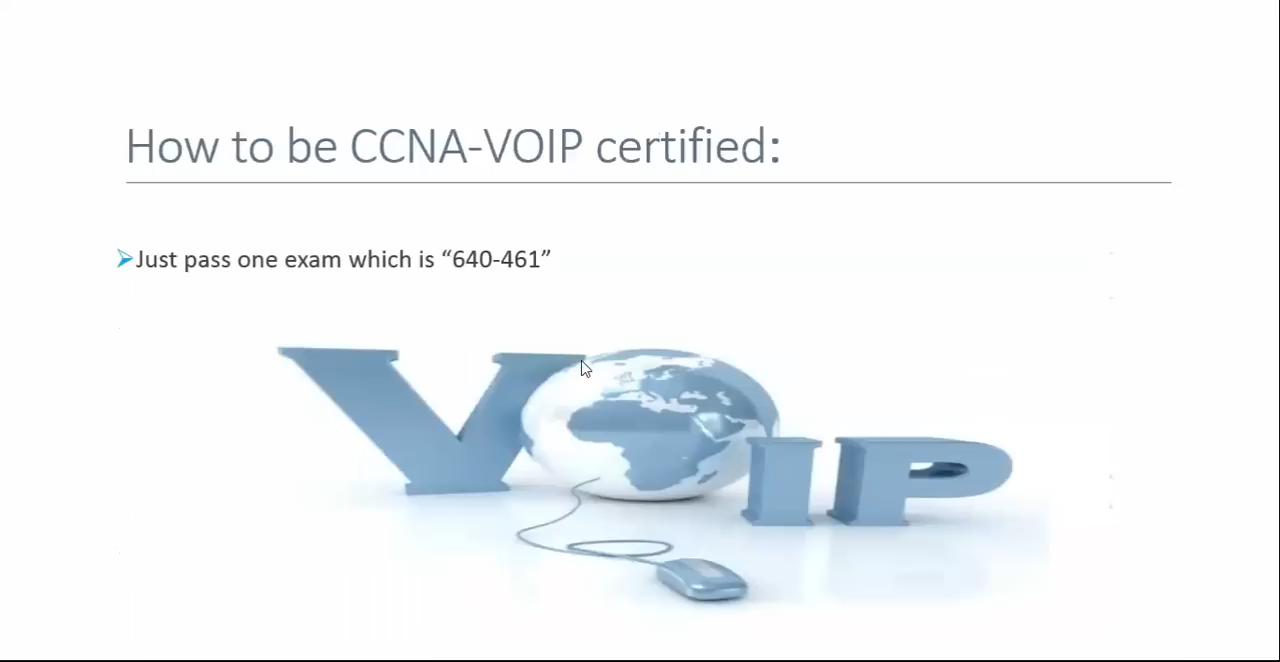 How to be CCNA-VOIP certified:
Just pass one exam which is “640-461”
VOIP